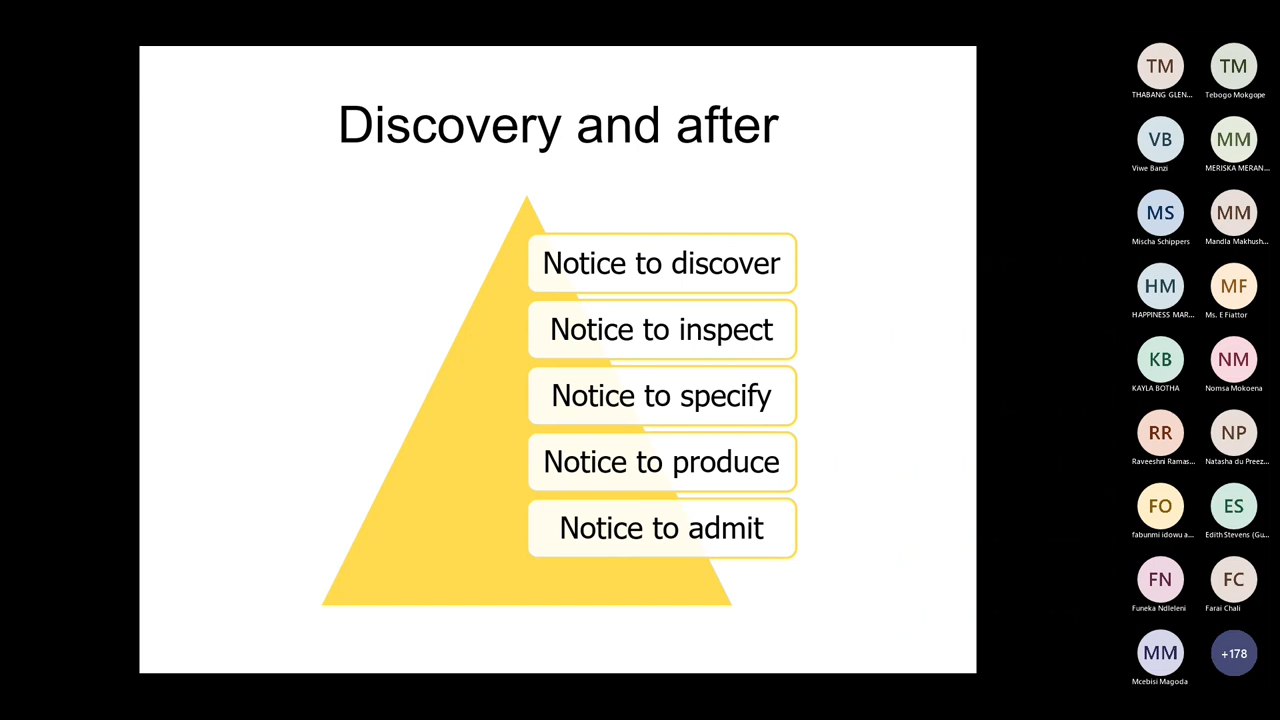 Discovery and after
Notice to discover
Notice to inspect
Notice to specify
Notice to produce
Notice to admit
TM
THABANG GLEN...
TM
Tebogo Mokgope
VB
Viwe Banzi
MM
MERISKA MERAN...
MS
Mischa Schippers
MM
Mandla Makhush...
HM
HAPPINESS MAR...
MF
Ms. E Fiattor
KB
KAYLA BOTHA
NM
Nomsa Mokoena
RR
Raveeshni Ramas...
NP
Natasha du Preez...
FO
fabunmi idowu a...
ES
Edith Stevens (Gu...
FN
Funeka Ndleleni
FC
Farai Chali
MM
Mcebisi Magoda
+178